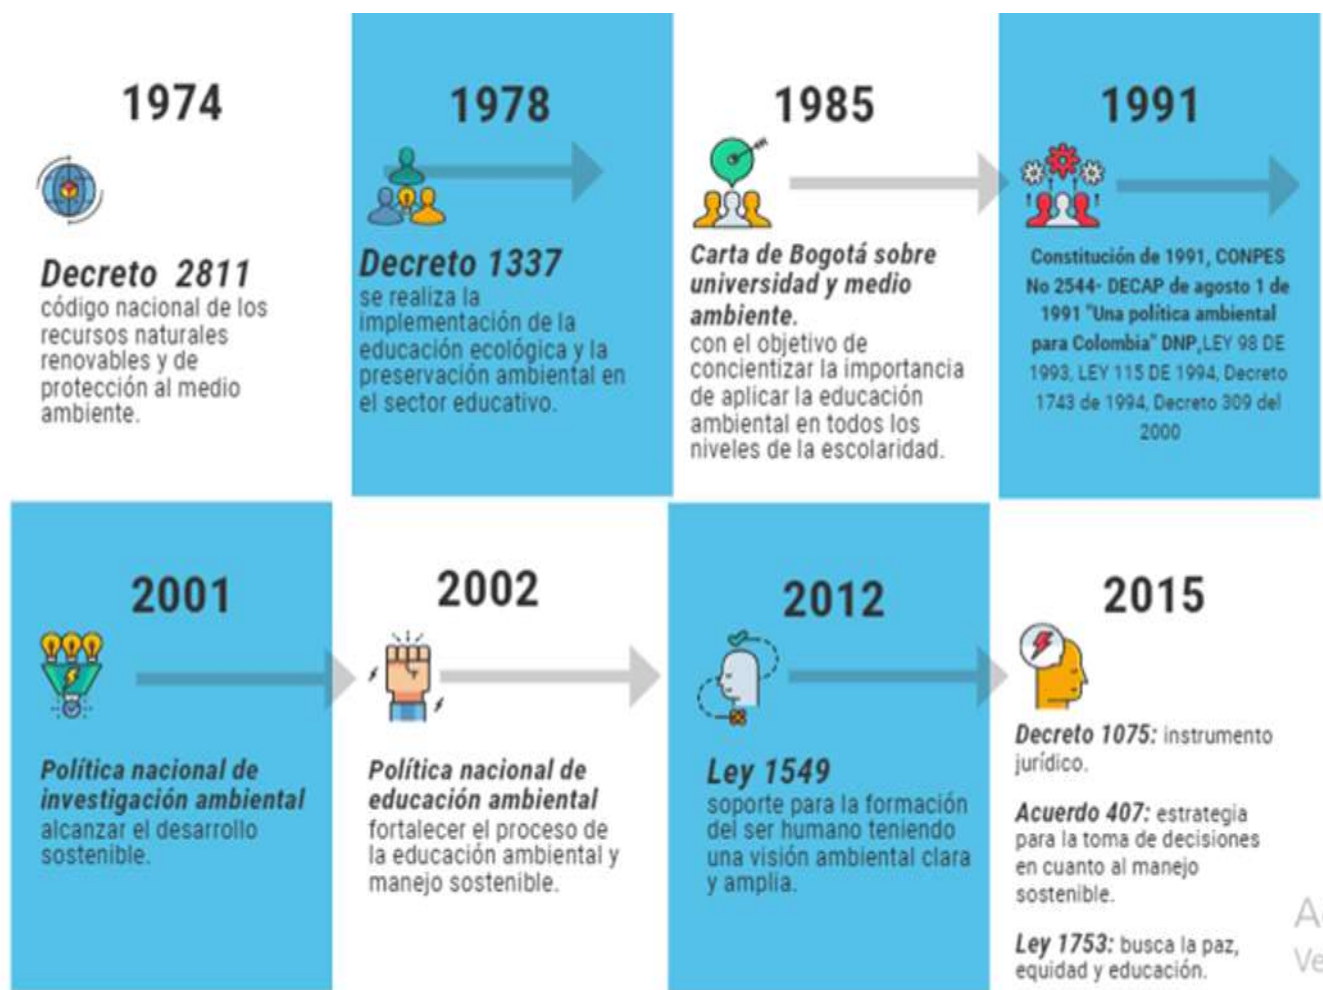 1974
Decreto 2811
código nacional de los
recursos naturales
renovables y de
protección al medio
ambiente.
1978
Decreto 1337
se realiza la
implementación de la
educación ecológica y la
preservación ambiental en
el sector educativo.
1985
Carta de Bogotá sobre
universidad y medio
ambiente.
con el objetivo de
concientizar la importancia
de aplicar la educación
ambiental en todos los
niveles de la escolaridad.
1991
Constitución de 1991, CONPES
No 2544- DECAP de agosto 1 de
1991 "Una política ambiental
para Colombia" DNP,LEY 98 DE
1993, LEY 115 DE 1994, Decreto
1743 de 1994, Decreto 309 del
2000
2001
Política nacional de
investigación ambiental
alcanzar el desarrollo
sostenible.
2002
Política nacional de
educación ambiental
fortalecer el proceso de
la educación ambiental y
manejo sostenible.
2012
Ley 1549
soporte para la formación
del ser humano teniendo
una visión ambiental clara
y amplia.
2015
Decreto 1075: instrumento
jurídico.
Acuerdo 407: estrategia
para la toma de decisiones
en cuanto al manejo
sostenible.
Ley 1753: busca la paz,
equidad y educación.